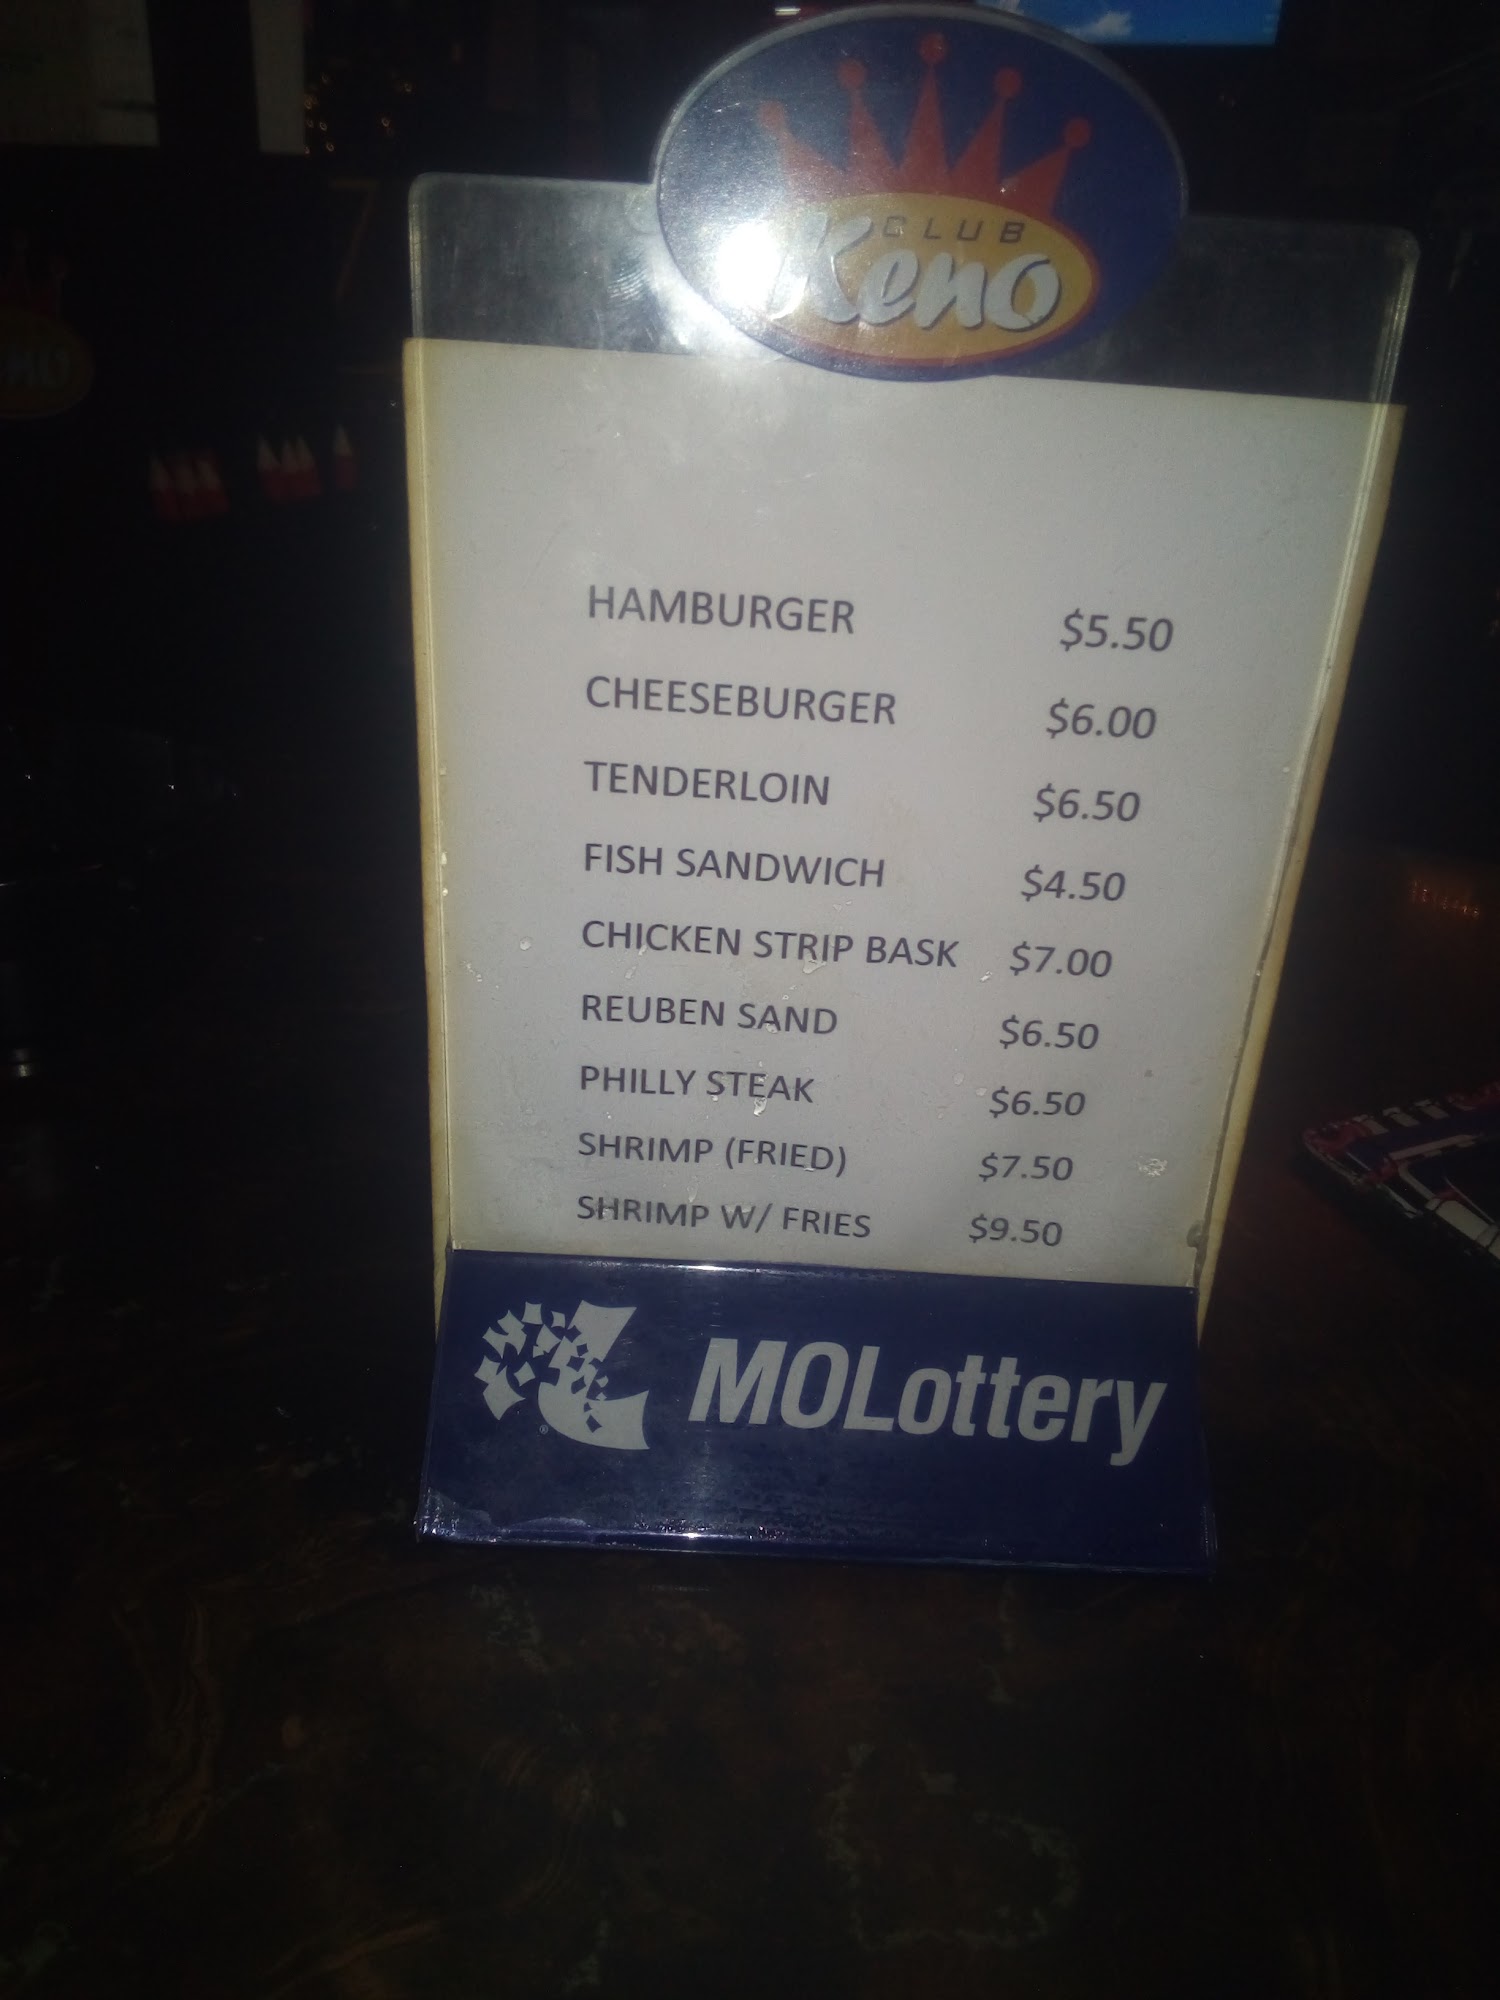 CLUB
Keno
HAMBURGER $5.50
CHEESEBURGER $6.00
TENDERLOIN $6.50
FISH SANDWICH $4.50
CHICKEN STRIP BASK $7.00
REUBEN SAND $6.50
PHILLY STEAK $6.50
SHRIMP (FRIED) $7.50
SHRIMP W/ FRIES $9.50
MOLottery